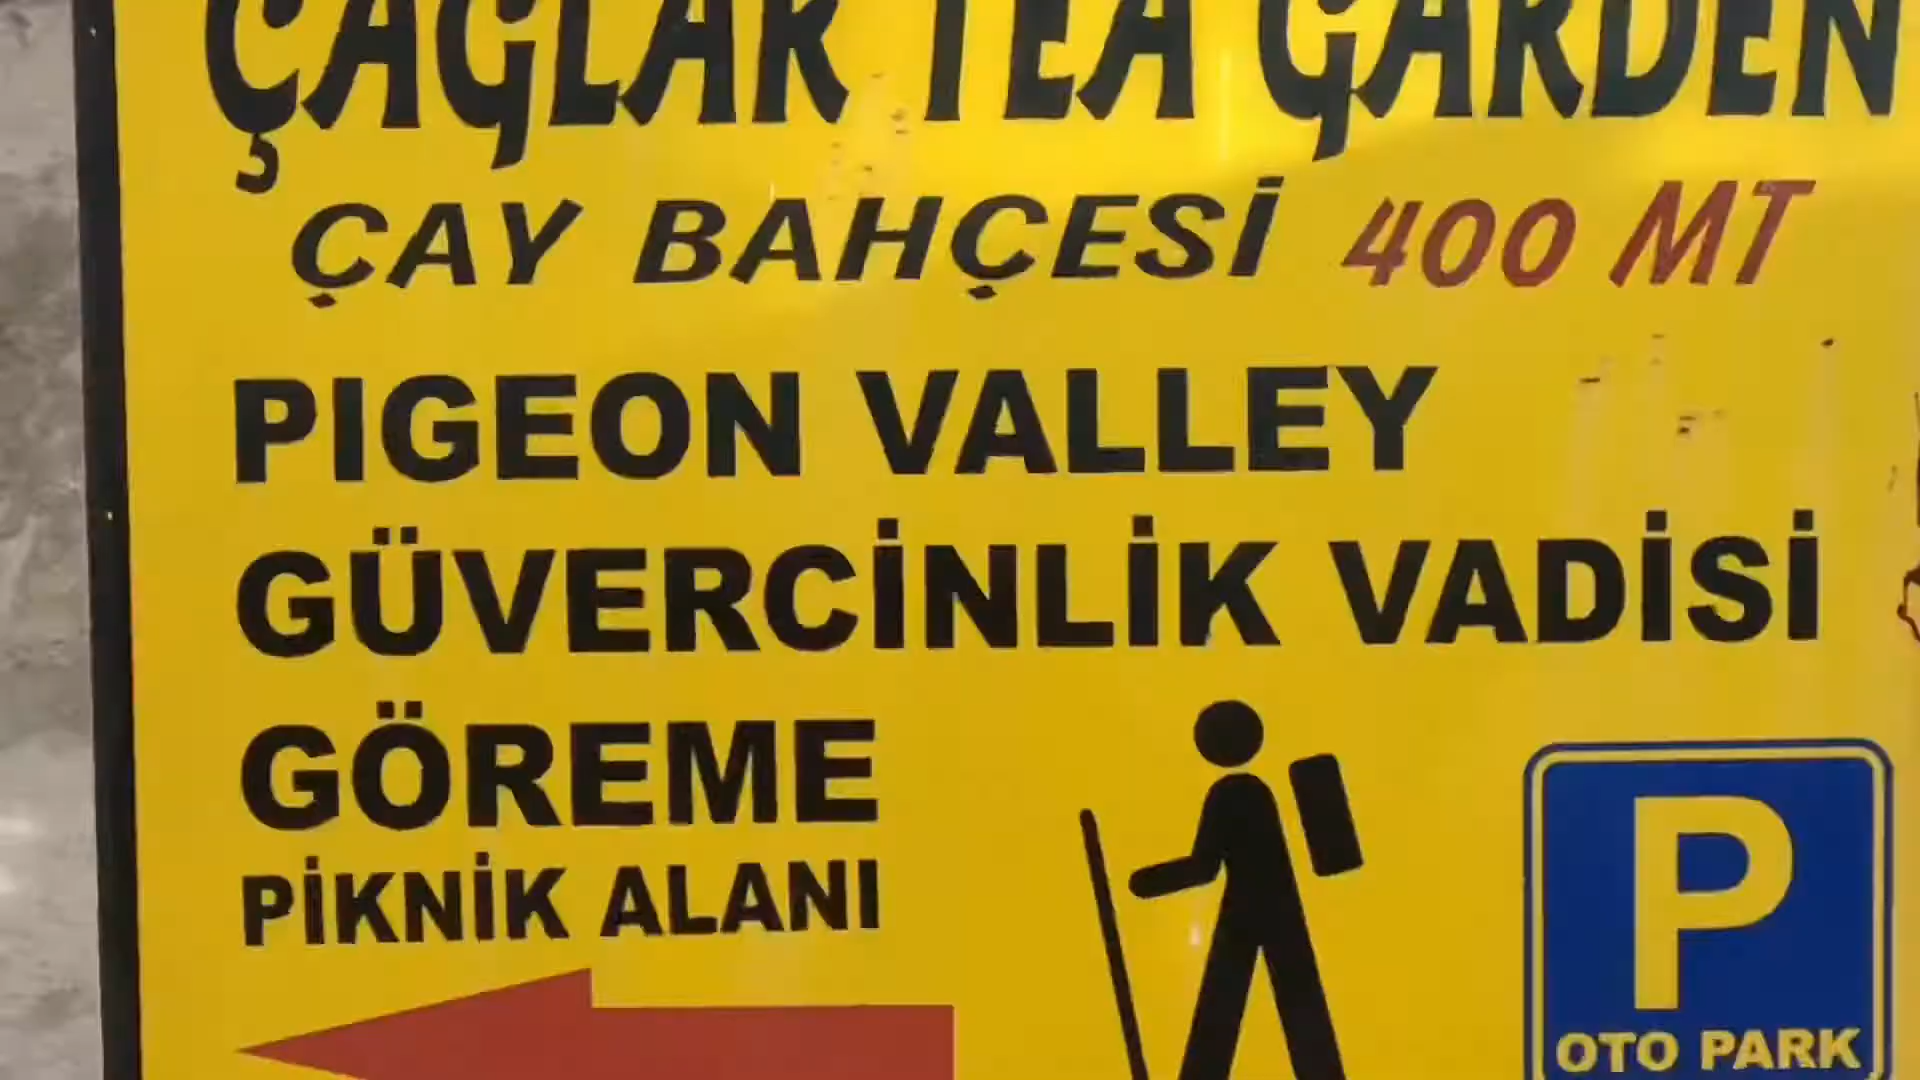 ÇAĞLAR TEA GARDEN
ÇAY BAHÇESİ 400 MT
PIGEON VALLEY
GÜVERCİNLİK VADİSİ
GÖREME
PİKNİK ALANI
P
OTO PARK